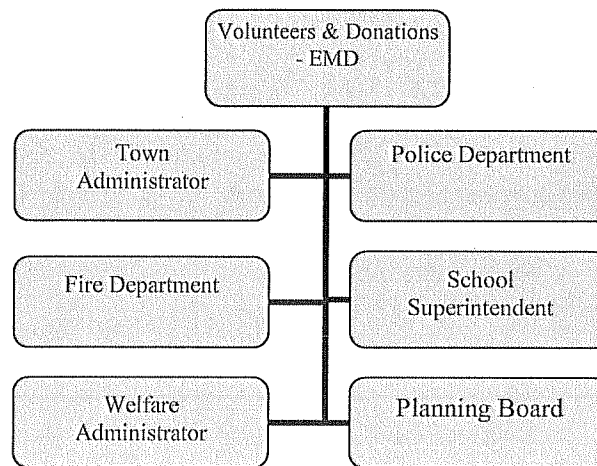 Volunteers & Donations
- EMD
Town
Administrator
Police Department
Fire Department
School
Superintendent
Welfare
Administrator
Planning Board